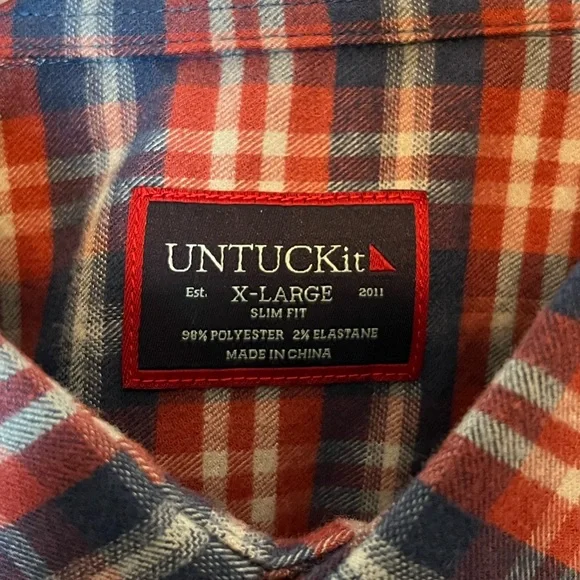 UNTUCKit
Est. X-LARGE 2011
SLIM FIT
98% POLYESTER 2% ELASTANE
MADE IN CHINA